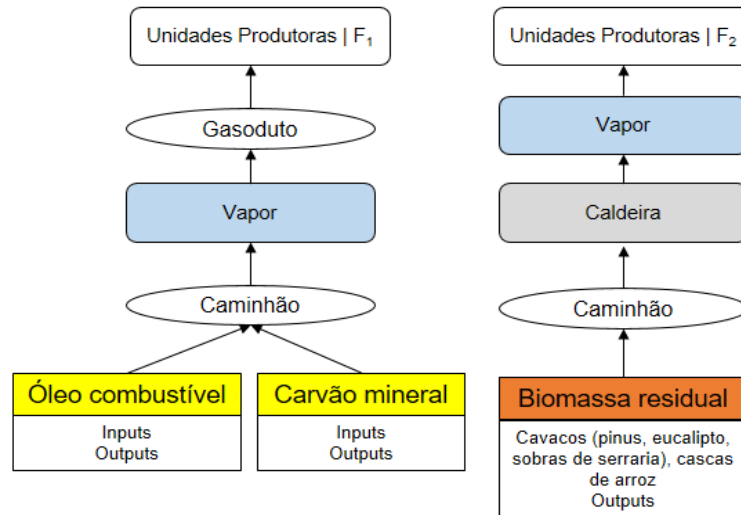 Unidades Produtoras | F₁
Gasoduto
Vapor
Caminhão
Óleo combustível
Inputs
Outputs
Carvão mineral
Inputs
Outputs
Unidades Produtoras | F₂
Vapor
Caldeira
Caminhão
Biomassa residual
Cavacos (pinus, eucalipto,
sobras de serraria), cascas
de arroz
Outputs